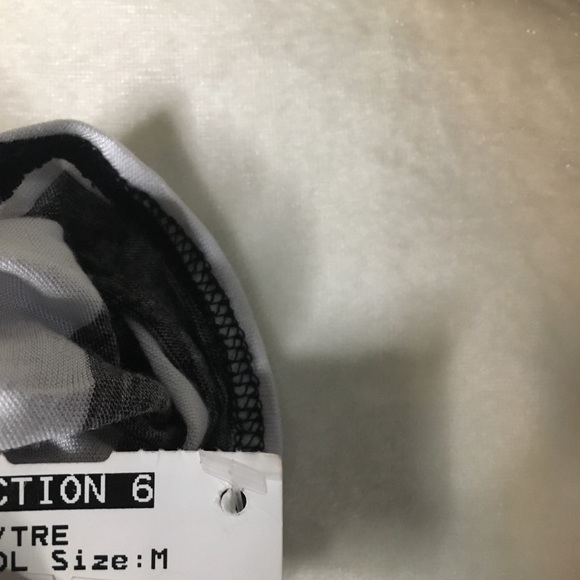 CTION 6
/TRE
OL Size:M